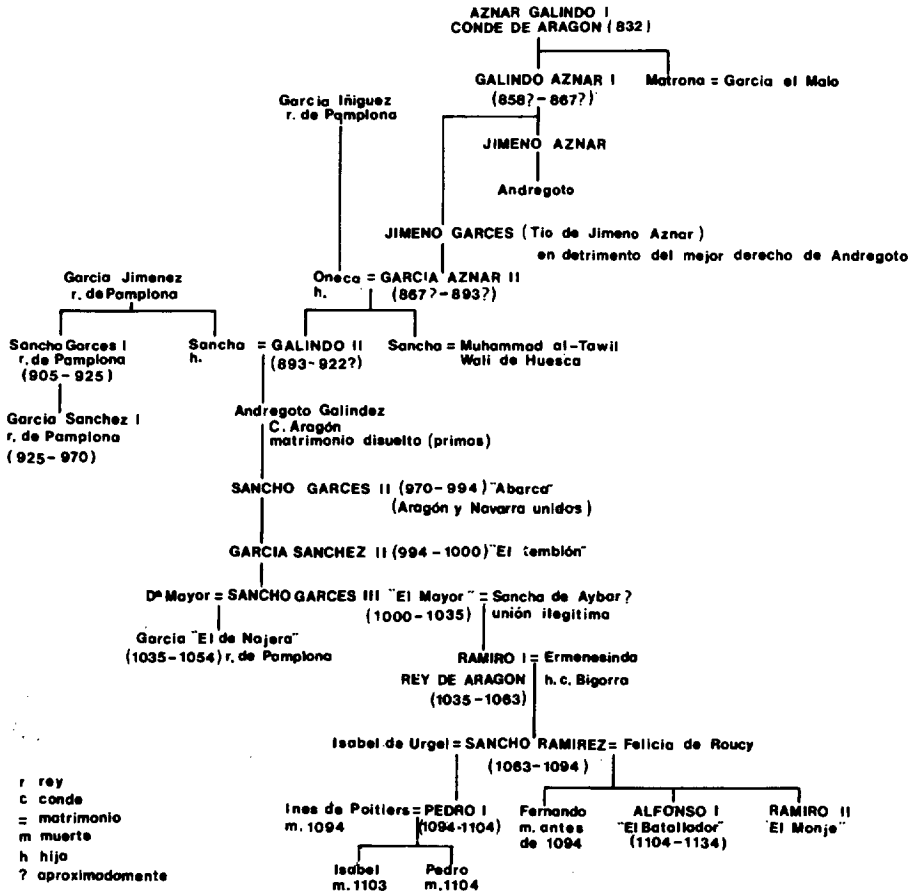 AZNAR GALINDO I
CONDE DE ARAGON (832)
GALINDO AZNAR I
(858?-867?)
Matrona = Garcia el Malo
Garcia Iñiguez
r. de Pamplona
JIMENO AZNAR
Andregoto
JIMENO GARCES (Tio de Jimeno Aznar)
en detrimento del mejor derecho de Andregoto
Garcia Jimenez
r. de Pamplona
Oneca = GARCIA AZNAR II
h. (867?-893?)
Sancho Garces I
r. de Pamplona
(905-925)
Sancha = GALINDO II
h. (893-922?)
Sancha = Muhammad al-Tawil
Wali de Huesca
Garcia Sanchez I
r. de Pamplona
(925-970)
Andregoto Galindez
C. Aragón
matrimonio disuelto (primos)
SANCHO GARCES II (970-994) "Abarca"
(Aragón y Navarra unidos)
GARCIA SANCHEZ II (994-1000) "El temblón"
Dª Mayor = SANCHO GARCES III "El Mayor" = Sancha de Aybar?
(1000-1035) unión ilegitima
Garcia "El de Najera"
(1035-1054) r. de Pamplona
RAMIRO I = Ermenesinda
REY DE ARAGON h. c. Bigorra
(1035-1063)
Isabel de Urgel = SANCHO RAMIREZ = Felicia de Roucy
(1063-1094)
Ines de Poitiers = PEDRO I
m. 1094 (1094-1104)
Fernando
m. antes
de 1094
ALFONSO I
"El Batallador"
(1104-1134)
RAMIRO II
"El Monje"
Isabel
m. 1103
Pedro
m. 1104
r rey
c conde
= matrimonio
m muerte
h hija
? aproximadamente